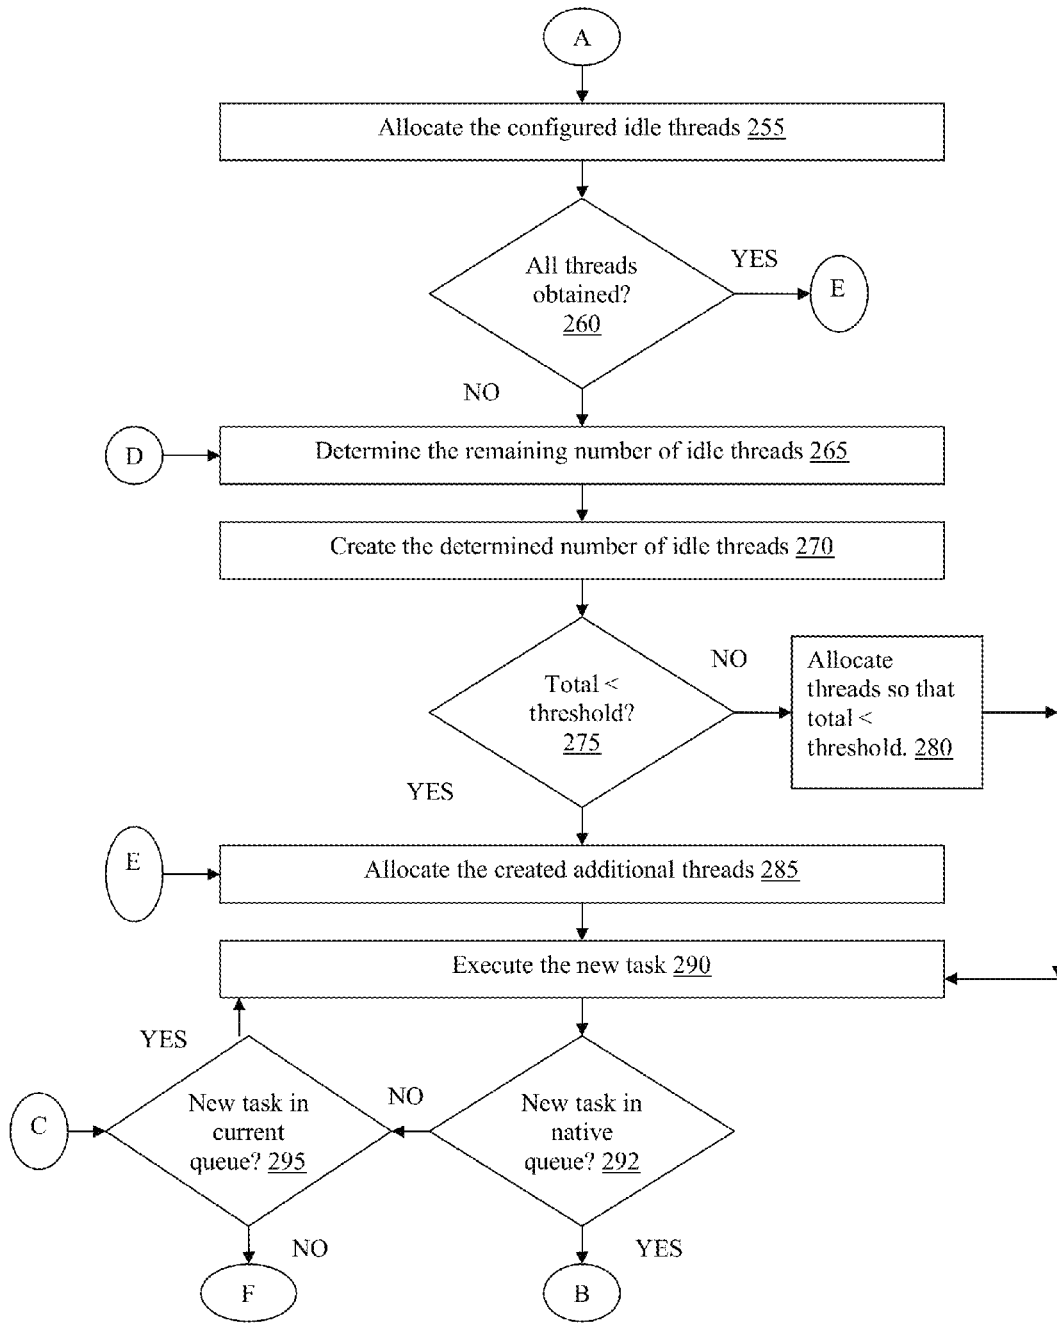 A
Allocate the configured idle threads 255
All threads
obtained?
260
YES
E
NO
D
Determine the remaining number of idle threads 265
Create the determined number of idle threads 270
Total <
threshold?
275
NO
Allocate
threads so that
total <
threshold. 280
YES
E
Allocate the created additional threads 285
Execute the new task 290
YES
C
New task in
current
queue? 295
NO
New task in
native
queue? 292
NO
YES
F
B